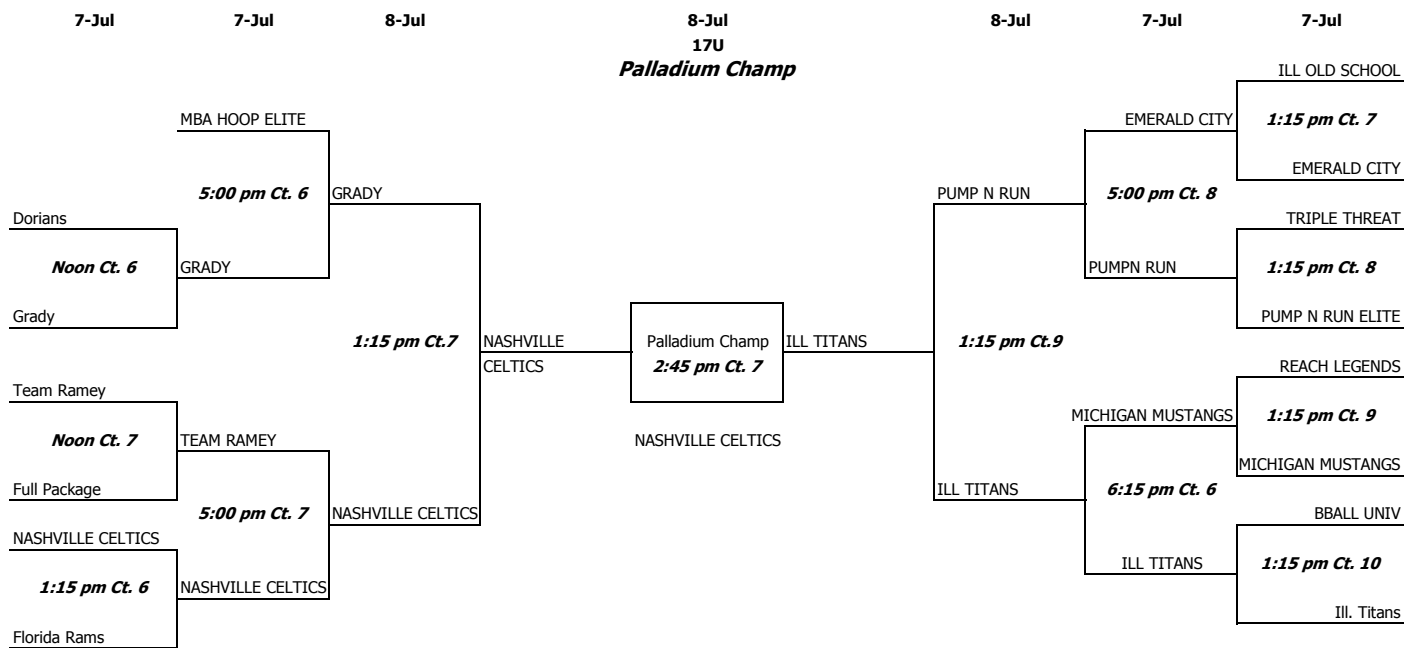 7-Jul 7-Jul 8-Jul 8-Jul 8-Jul 7-Jul 7-Jul
17U
Palladium Champ
ILL OLD SCHOOL
MBA HOOP ELITE EMERALD CITY 1:15 pm Ct. 7
EMERALD CITY
5:00 pm Ct. 6 GRADY PUMP N RUN 5:00 pm Ct. 8
Dorians TRIPLE THREAT
Noon Ct. 6 GRADY PUMPN RUN 1:15 pm Ct. 8
Grady PUMP N RUN ELITE
1:15 pm Ct.7 NASHVILLE Palladium Champ ILL TITANS 1:15 pm Ct.9
CELTICS 2:45 pm Ct. 7 REACH LEGENDS
Team Ramey
MICHIGAN MUSTANGS 1:15 pm Ct. 9
Noon Ct. 7 TEAM RAMEY NASHVILLE CELTICS
MICHIGAN MUSTANGS
Full Package ILL TITANS 6:15 pm Ct. 6
5:00 pm Ct. 7 NASHVILLE CELTICS BBALL UNIV
NASHVILLE CELTICS
ILL TITANS 1:15 pm Ct. 10
1:15 pm Ct. 6 NASHVILLE CELTICS
Ill. Titans
Florida Rams